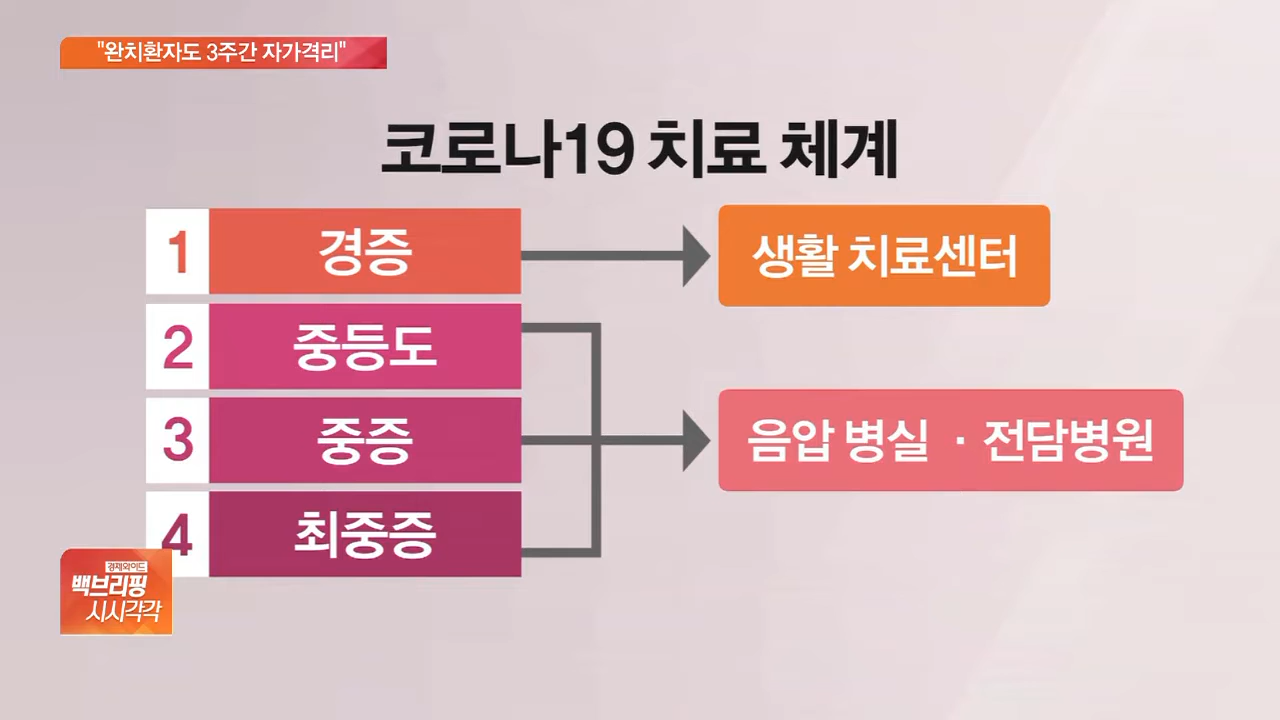 "완치환자도 3주간 자가격리"
코로나19 치료 체계
1 경증
생활 치료센터
2 중등도
3 중증
음압 병실 · 전담병원
4 최중증
경제와이드
백브리핑
시시각각